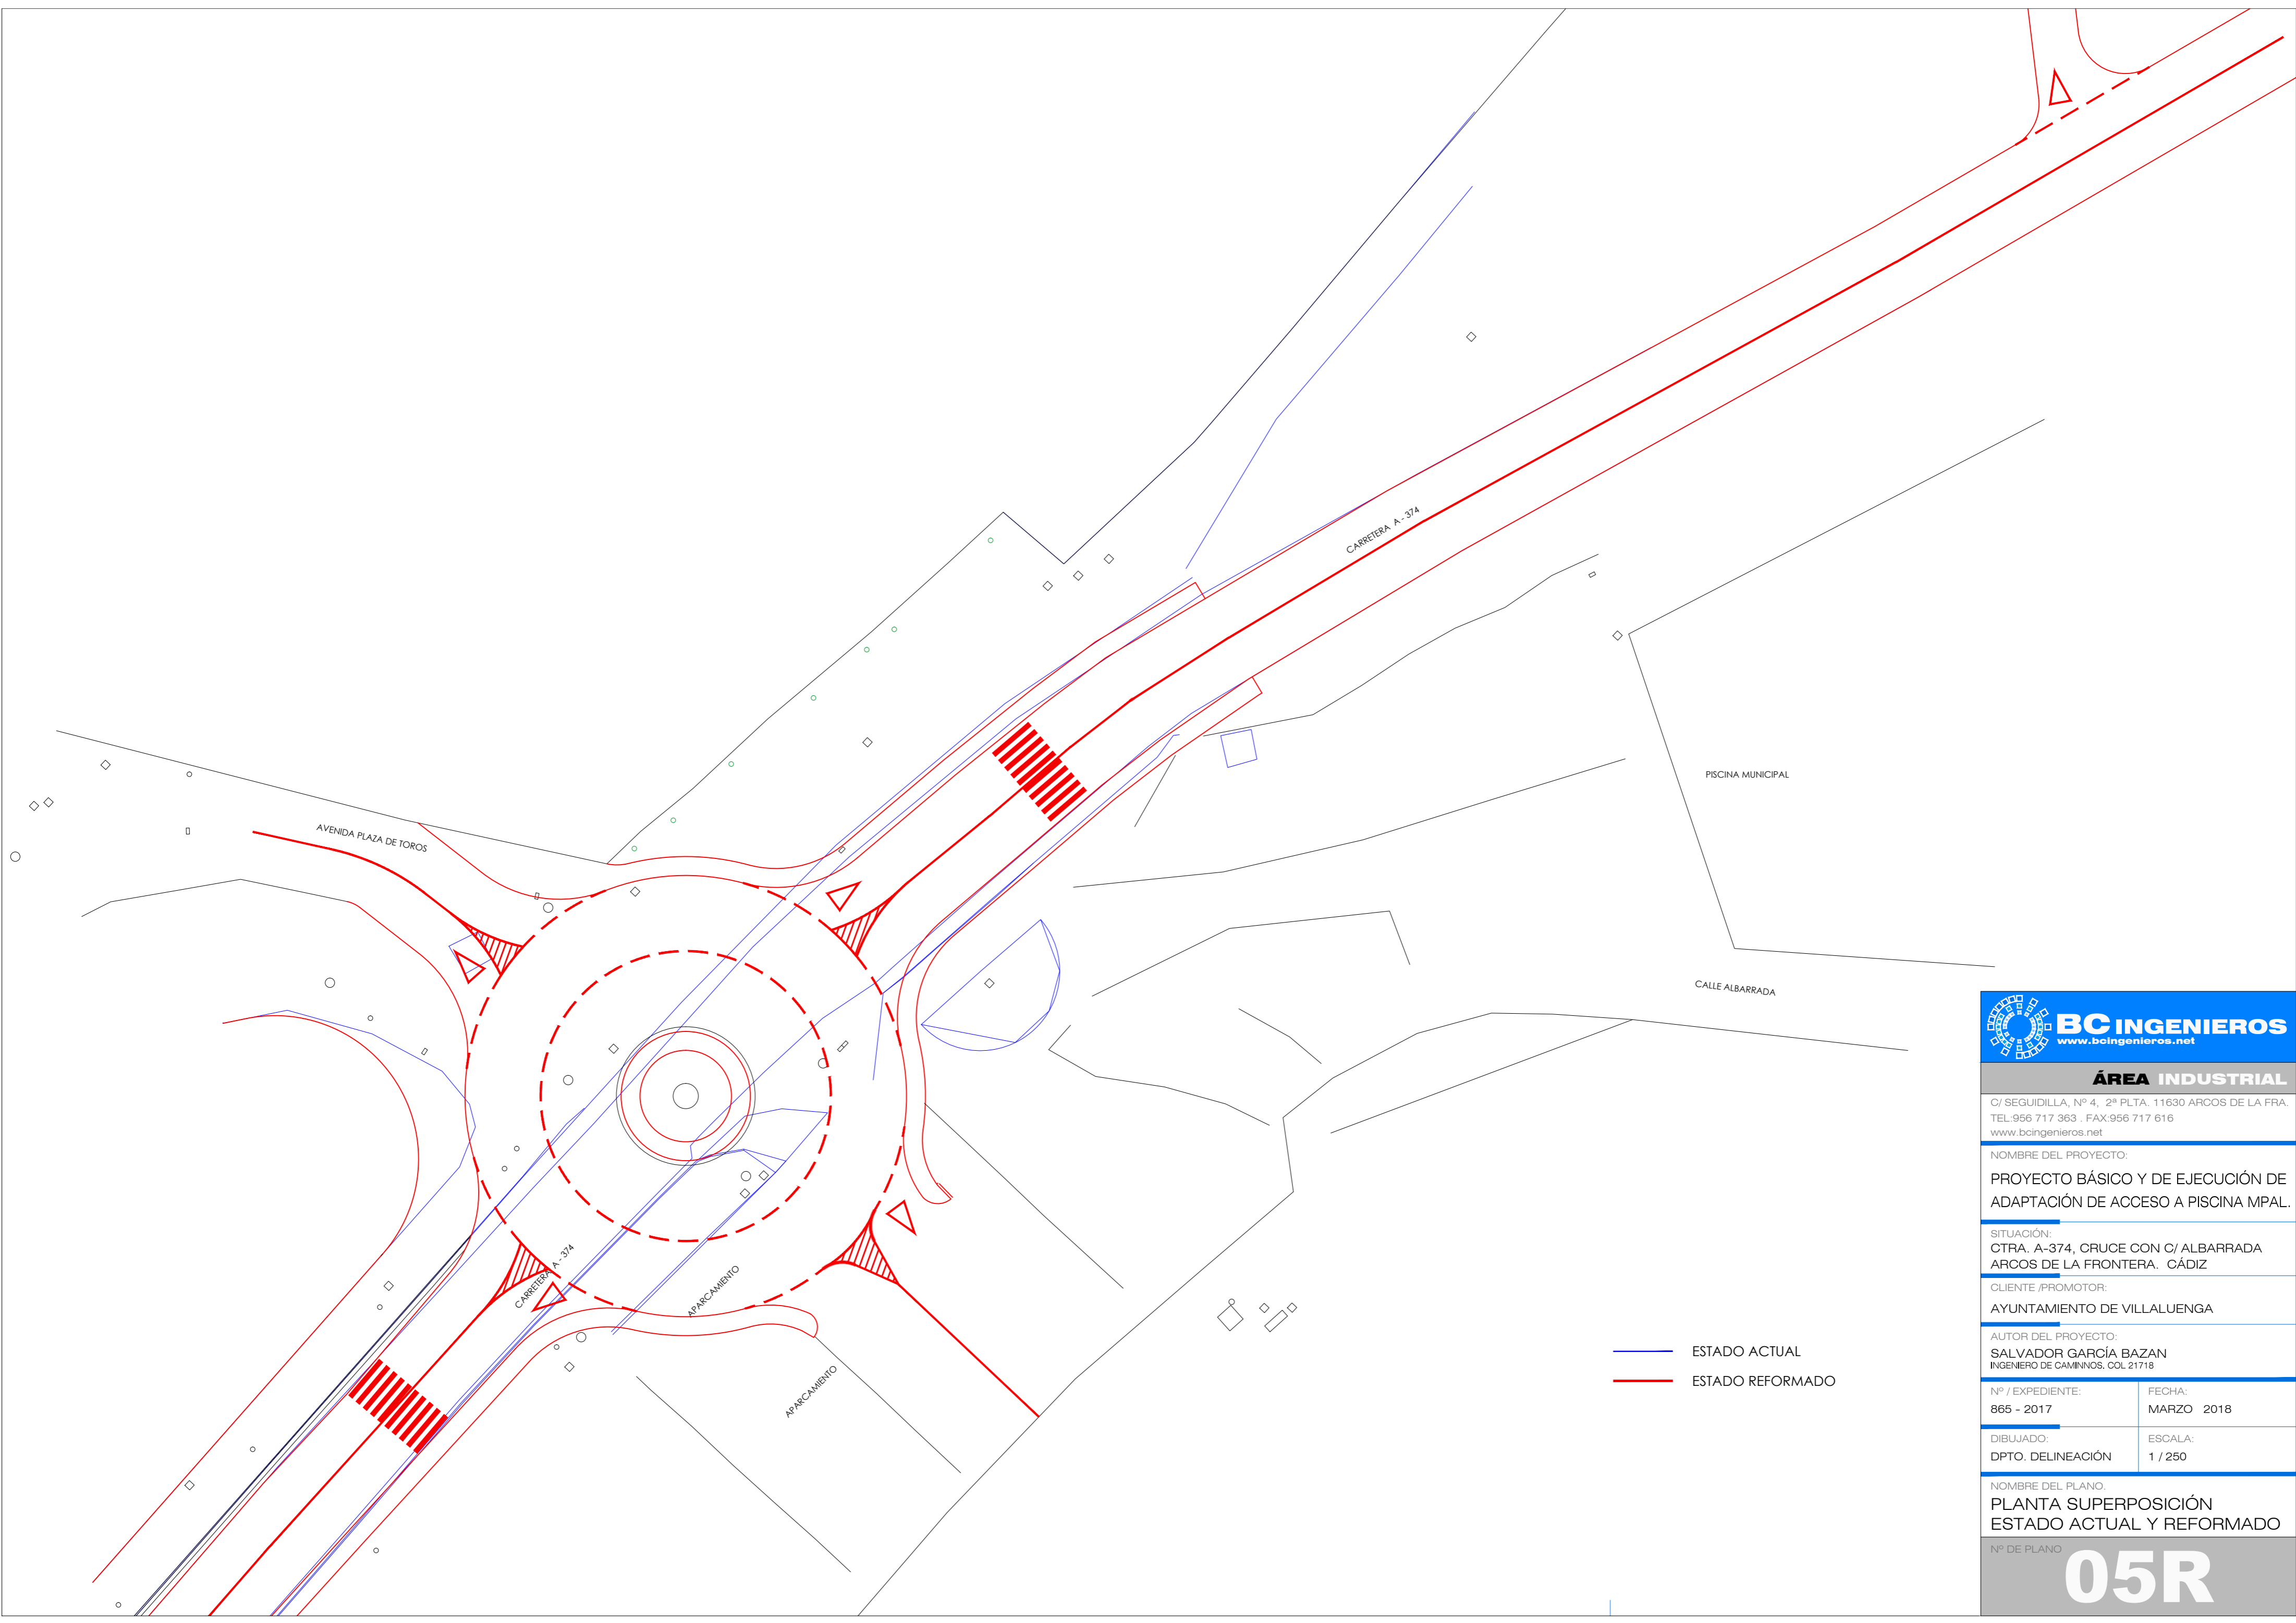 CARRETERA A - 374
AVENIDA PLAZA DE TOROS
PISCINA MUNICIPAL
CALLE ALBARRADA
CARRETERA A - 374
APARCAMIENTO
APARCAMIENTO
ESTADO ACTUAL
ESTADO REFORMADO
BC INGENIEROS
www.bcingenieros.net
ÁREA INDUSTRIAL
C/ SEGUIDILLA, Nº 4, 2ª PLTA. 11630 ARCOS DE LA FRA.
TEL:956 717 363 . FAX:956 717 616
www.bcingenieros.net
NOMBRE DEL PROYECTO:
PROYECTO BÁSICO Y DE EJECUCIÓN DE
ADAPTACIÓN DE ACCESO A PISCINA MPAL.
SITUACIÓN:
CTRA. A-374, CRUCE CON C/ ALBARRADA
ARCOS DE LA FRONTERA. CÁDIZ
CLIENTE /PROMOTOR:
AYUNTAMIENTO DE VILLALUENGA
AUTOR DEL PROYECTO:
SALVADOR GARCÍA BAZAN
INGENIERO DE CAMINNOS. COL 21718
Nº / EXPEDIENTE:
865 - 2017
FECHA:
MARZO 2018
DIBUJADO:
DPTO. DELINEACIÓN
ESCALA:
1 / 250
NOMBRE DEL PLANO.
PLANTA SUPERPOSICIÓN
ESTADO ACTUAL Y REFORMADO
Nº DE PLANO
05R